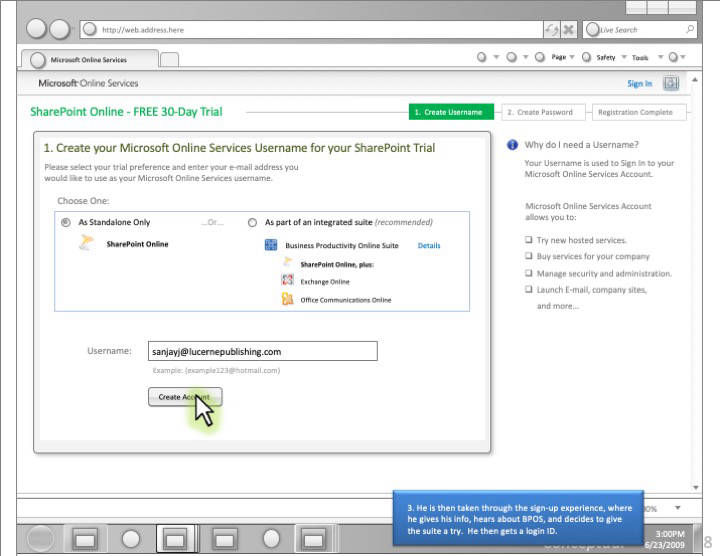 http://web.address.here
Live Search
Microsoft Online Services
Page
Safety
Tools
Microsoft Online Services
Sign In
SharePoint Online - FREE 30-Day Trial
1. Create Username
2. Create Password
Registration Complete
1. Create your Microsoft Online Services Username for your SharePoint Trial
Please select your trial preference and enter your e-mail address you
would like to use as your Microsoft Online Services username.
Choose One:
As Standalone Only
...Or...
As part of an integrated suite (recommended)
SharePoint Online
Business Productivity Online Suite
Details
SharePoint Online, plus:
Exchange Online
Office Communications Online
Username:
sanjayj@lucernepublishing.com
Example: (example123@hotmail.com)
Create Account
Why do I need a Username?
Your Username is used to Sign In to your
Microsoft Online Services Account.
Microsoft Online Services Account
allows you to:
Try new hosted services.
Buy services for your company
Manage security and administration.
Launch E-mail, company sites,
and more...
3. He is then taken through the sign-up experience, where
he gives his info, hears about BPOS, and decides to give
the suite a try. He then gets a login ID.
3:00PM
6/23/2009
8